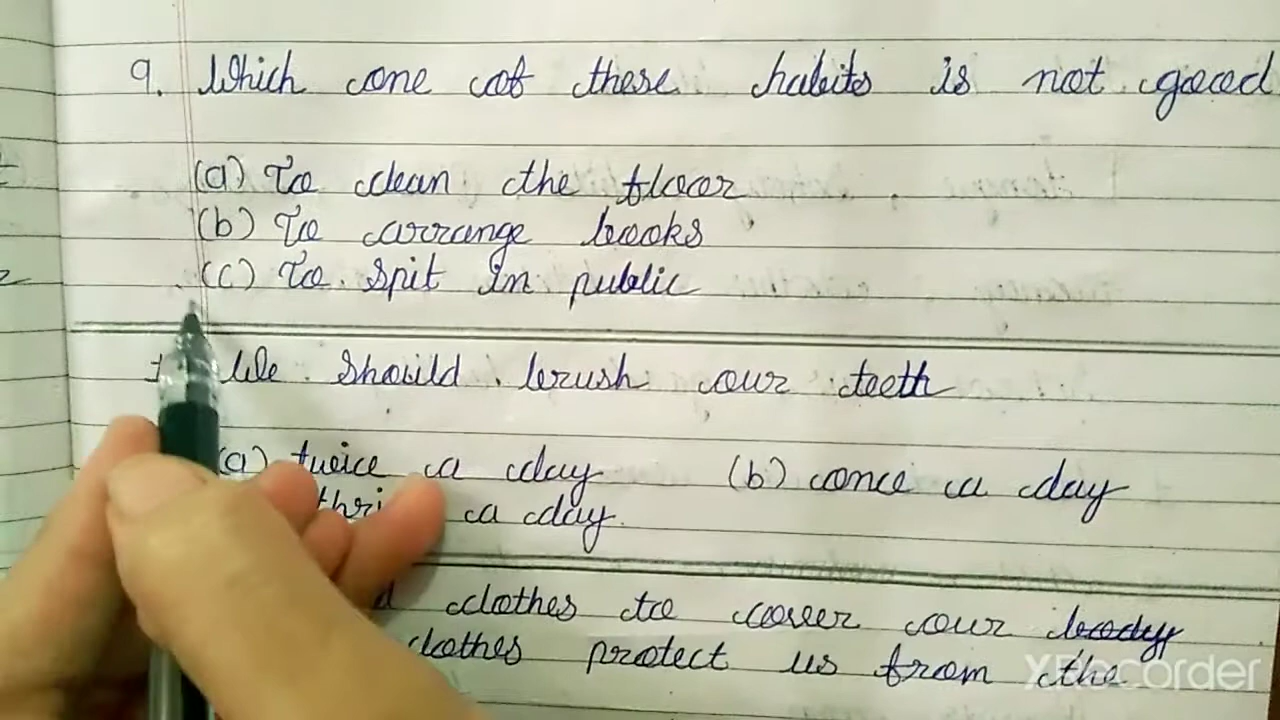 9. Which one of these habits is not good
(a) To clean the floor
(b) To arrange books
(c) To spit in public
We should brush our teeth
(a) twice a day (b) once a day
a day
clothes to cover our body
clothes protect us from the
XRecorder